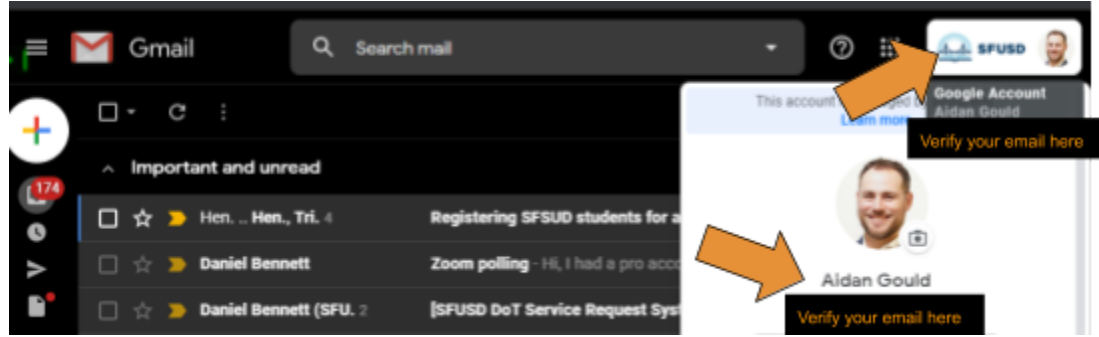 Gmail
Search mail
SFUSD
This account
Learn more
Google Account
Aidan Gould
Verify your email here
174
Important and unread
Hen. .. Hen., Tri. 4
Registering SFSUD students for a
Daniel Bennett
Zoom polling - Hi, I had a pro acco
Daniel Bennett (SFU. 2
[SFUSD DoT Service Request Syst
Aidan Gould
Verify your email here